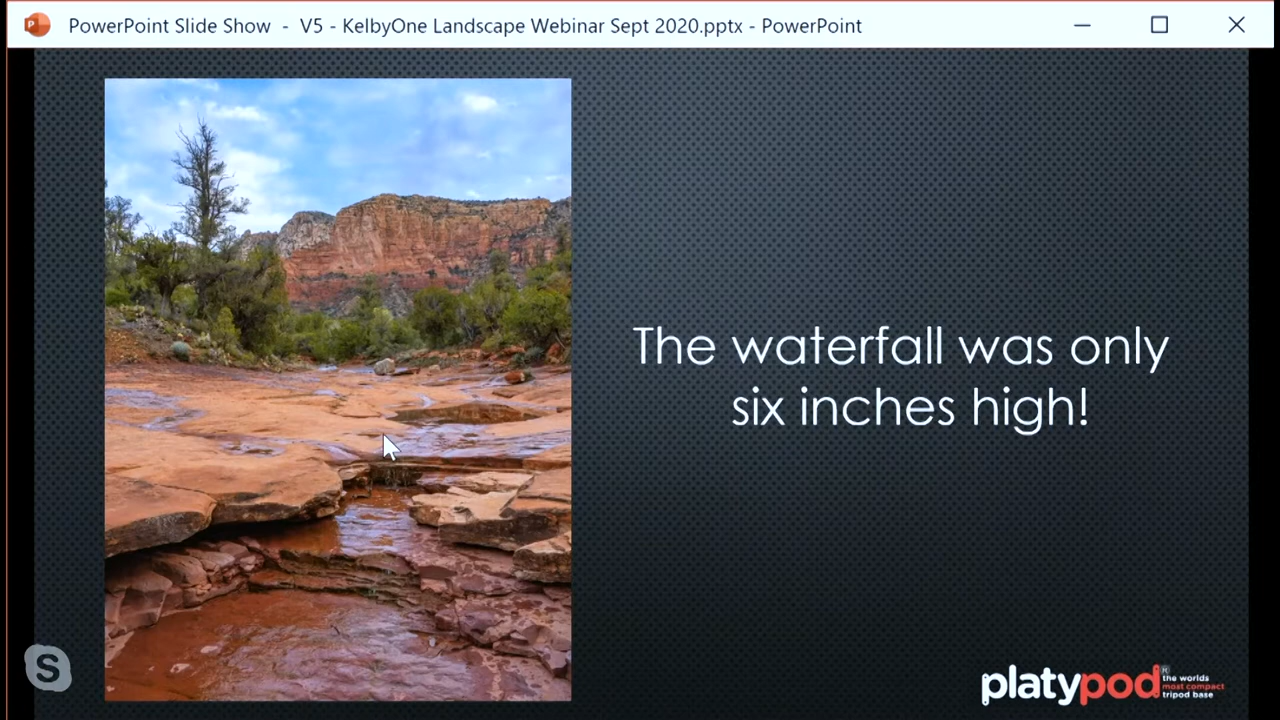 PowerPoint Slide Show - V5 - KelbyOne Landscape Webinar Sept 2020.pptx - PowerPoint
The waterfall was only
six inches high!
S
platypod
the worlds
most compact
tripod base